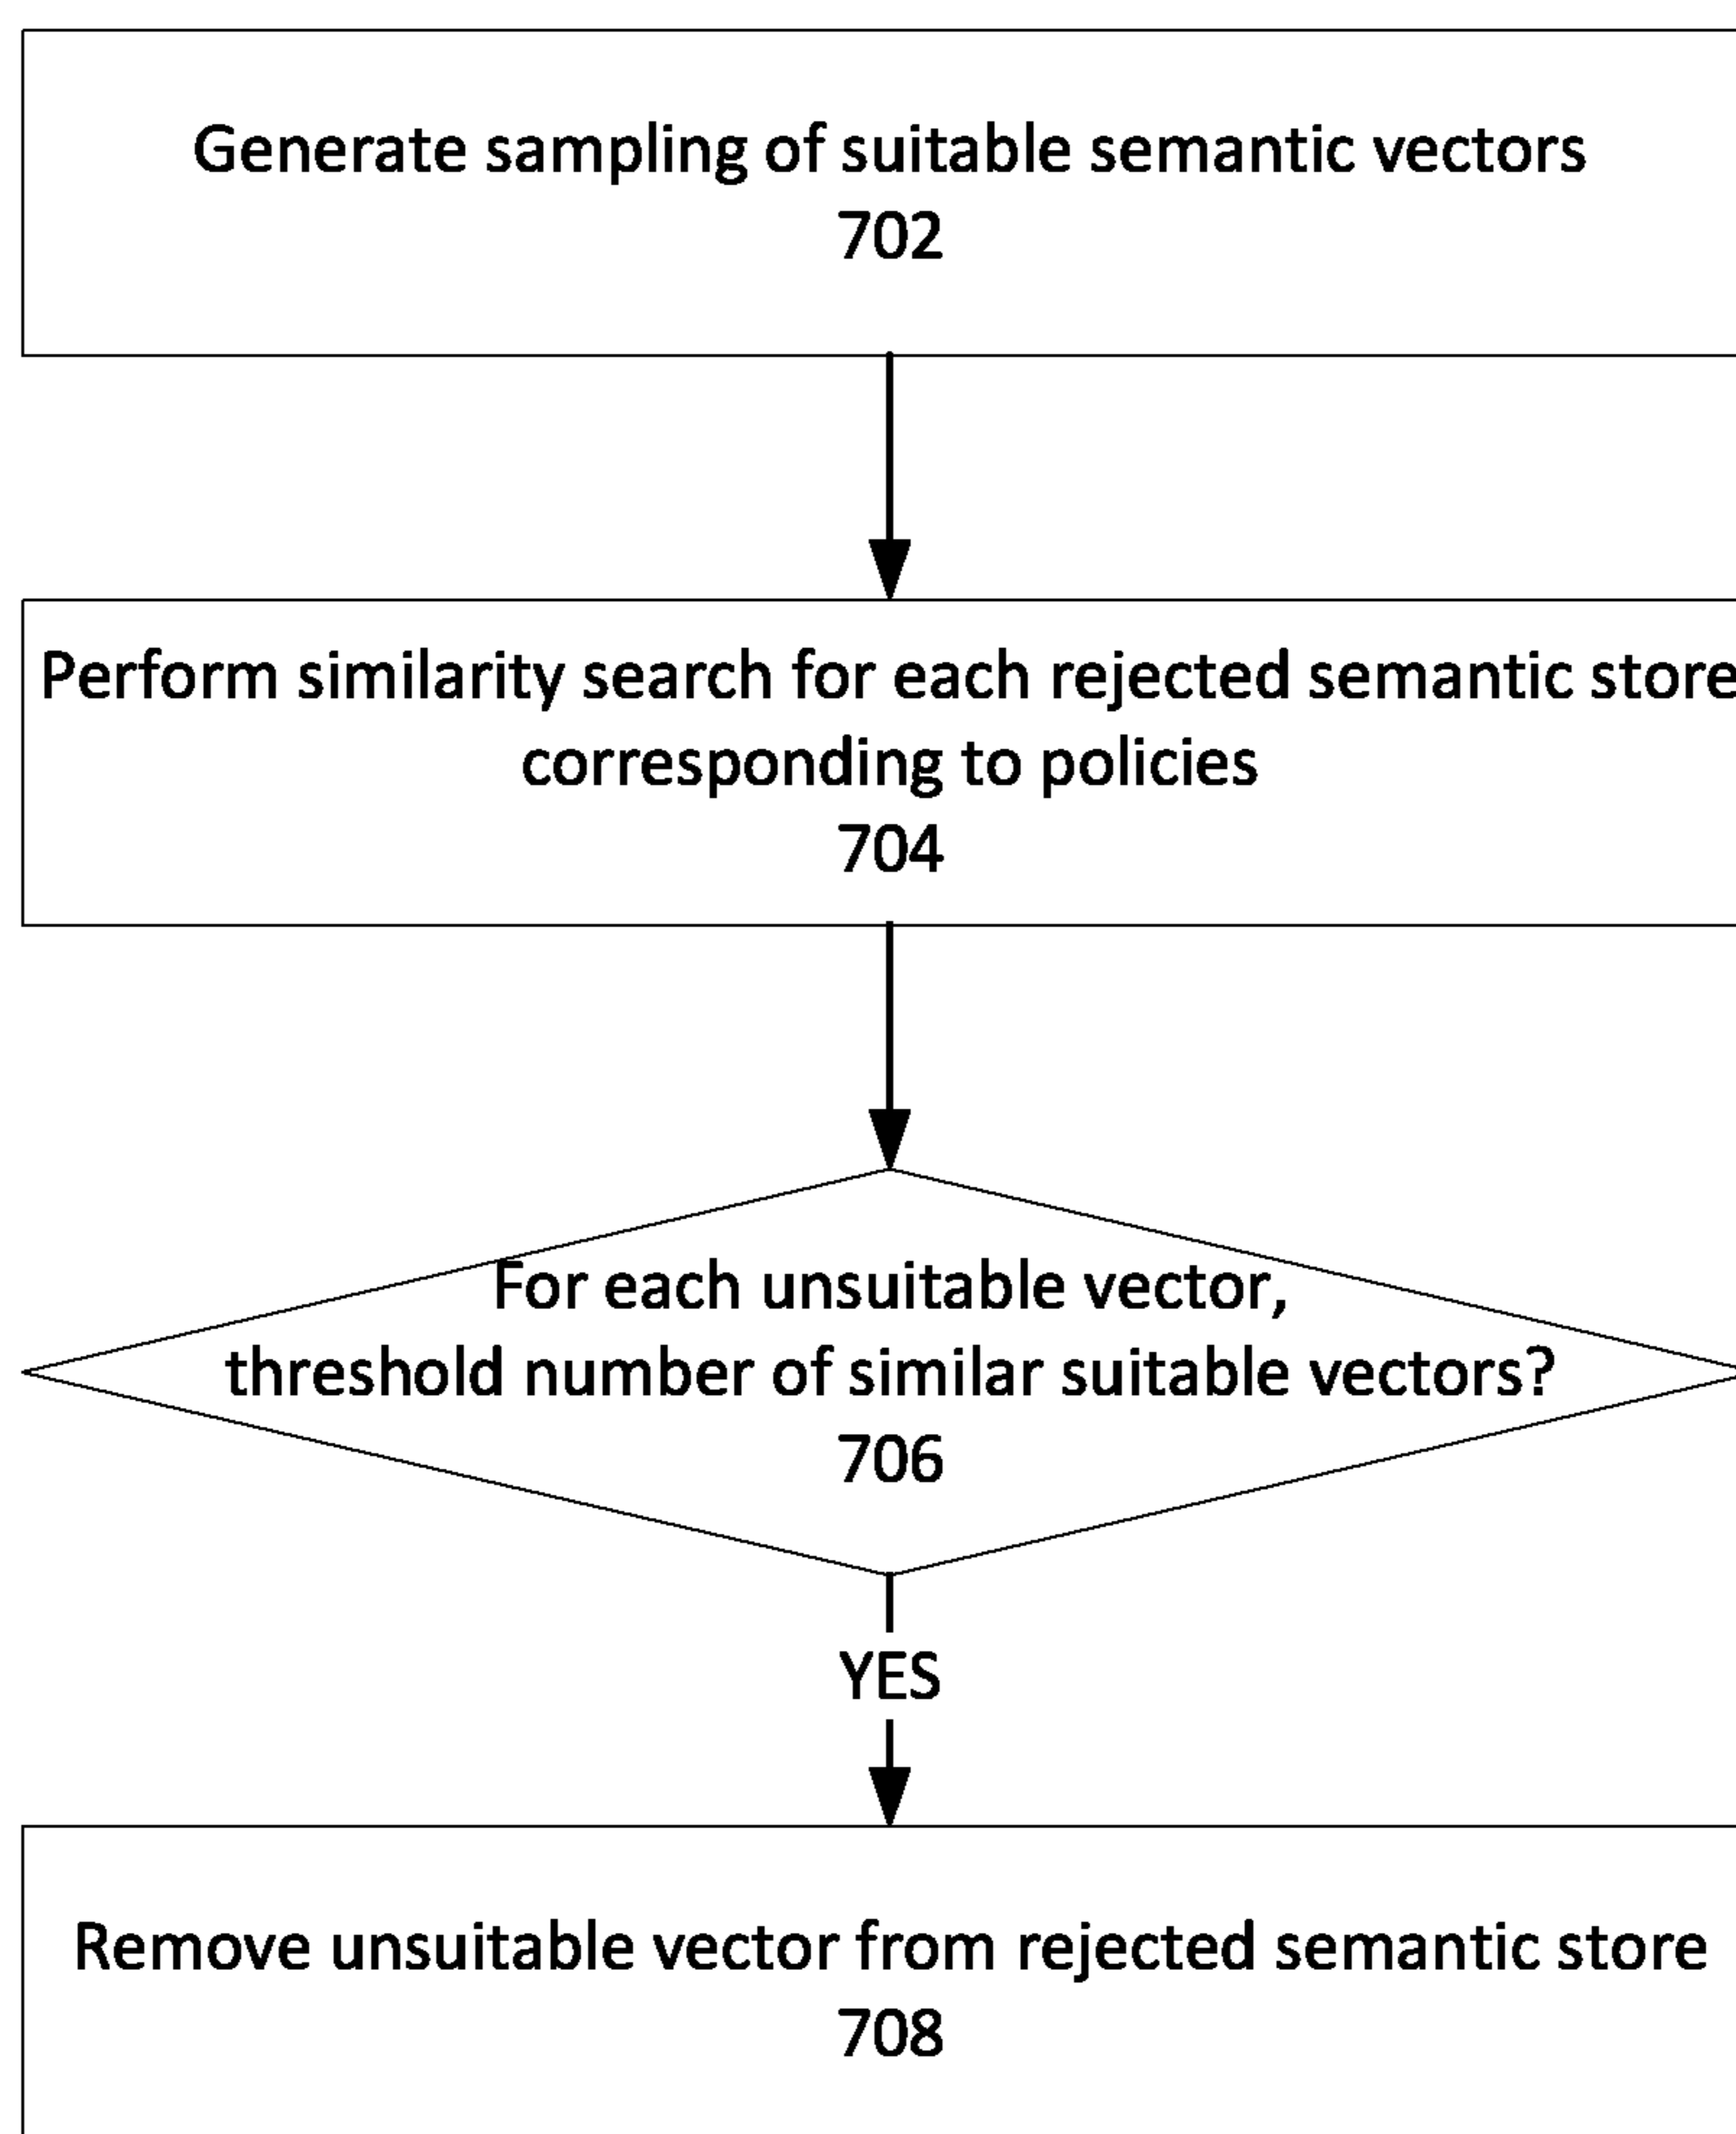 Generate sampling of suitable semantic vectors
702
Perform similarity search for each rejected semantic store
corresponding to policies
704
For each unsuitable vector,
threshold number of similar suitable vectors?
706
YES
Remove unsuitable vector from rejected semantic store
708